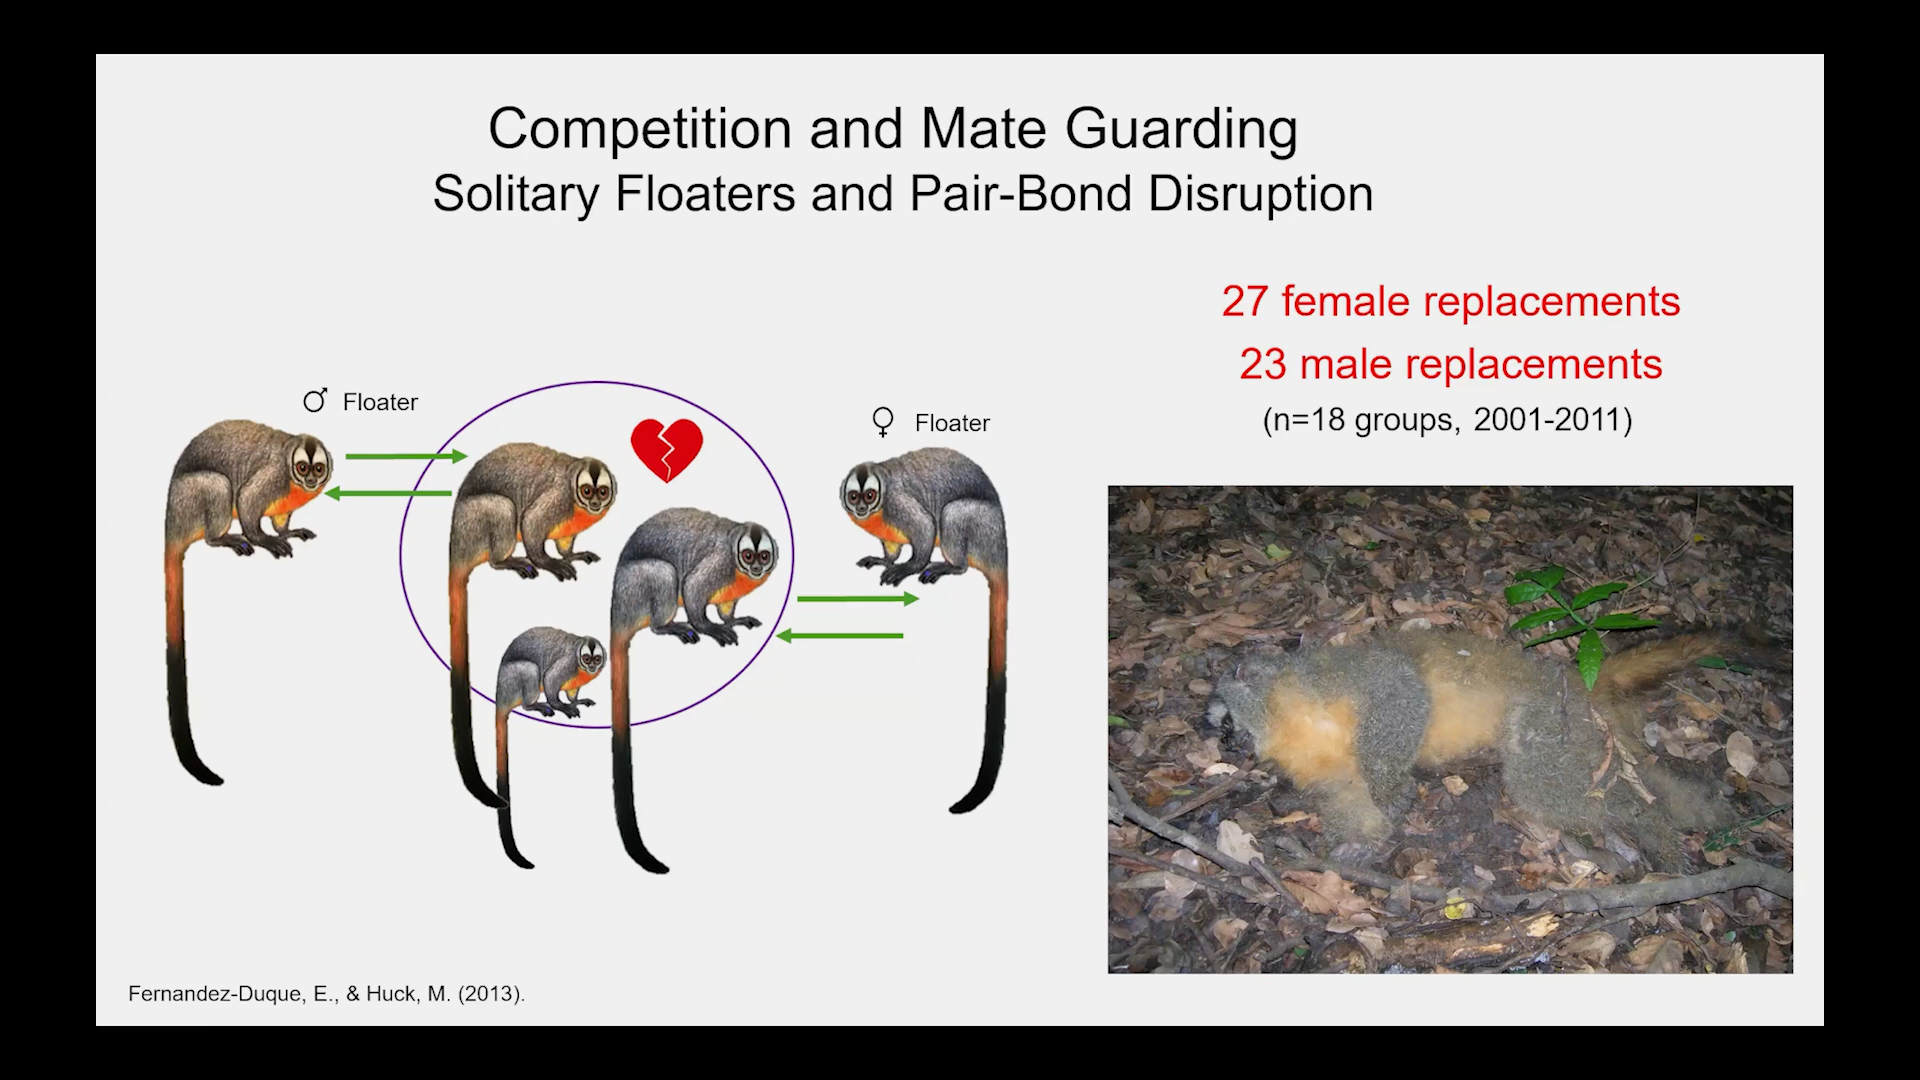 Competition and Mate Guarding
Solitary Floaters and Pair-Bond Disruption
27 female replacements
23 male replacements
(n=18 groups, 2001-2011)
♂ Floater
♀ Floater
Fernandez-Duque, E., & Huck, M. (2013).